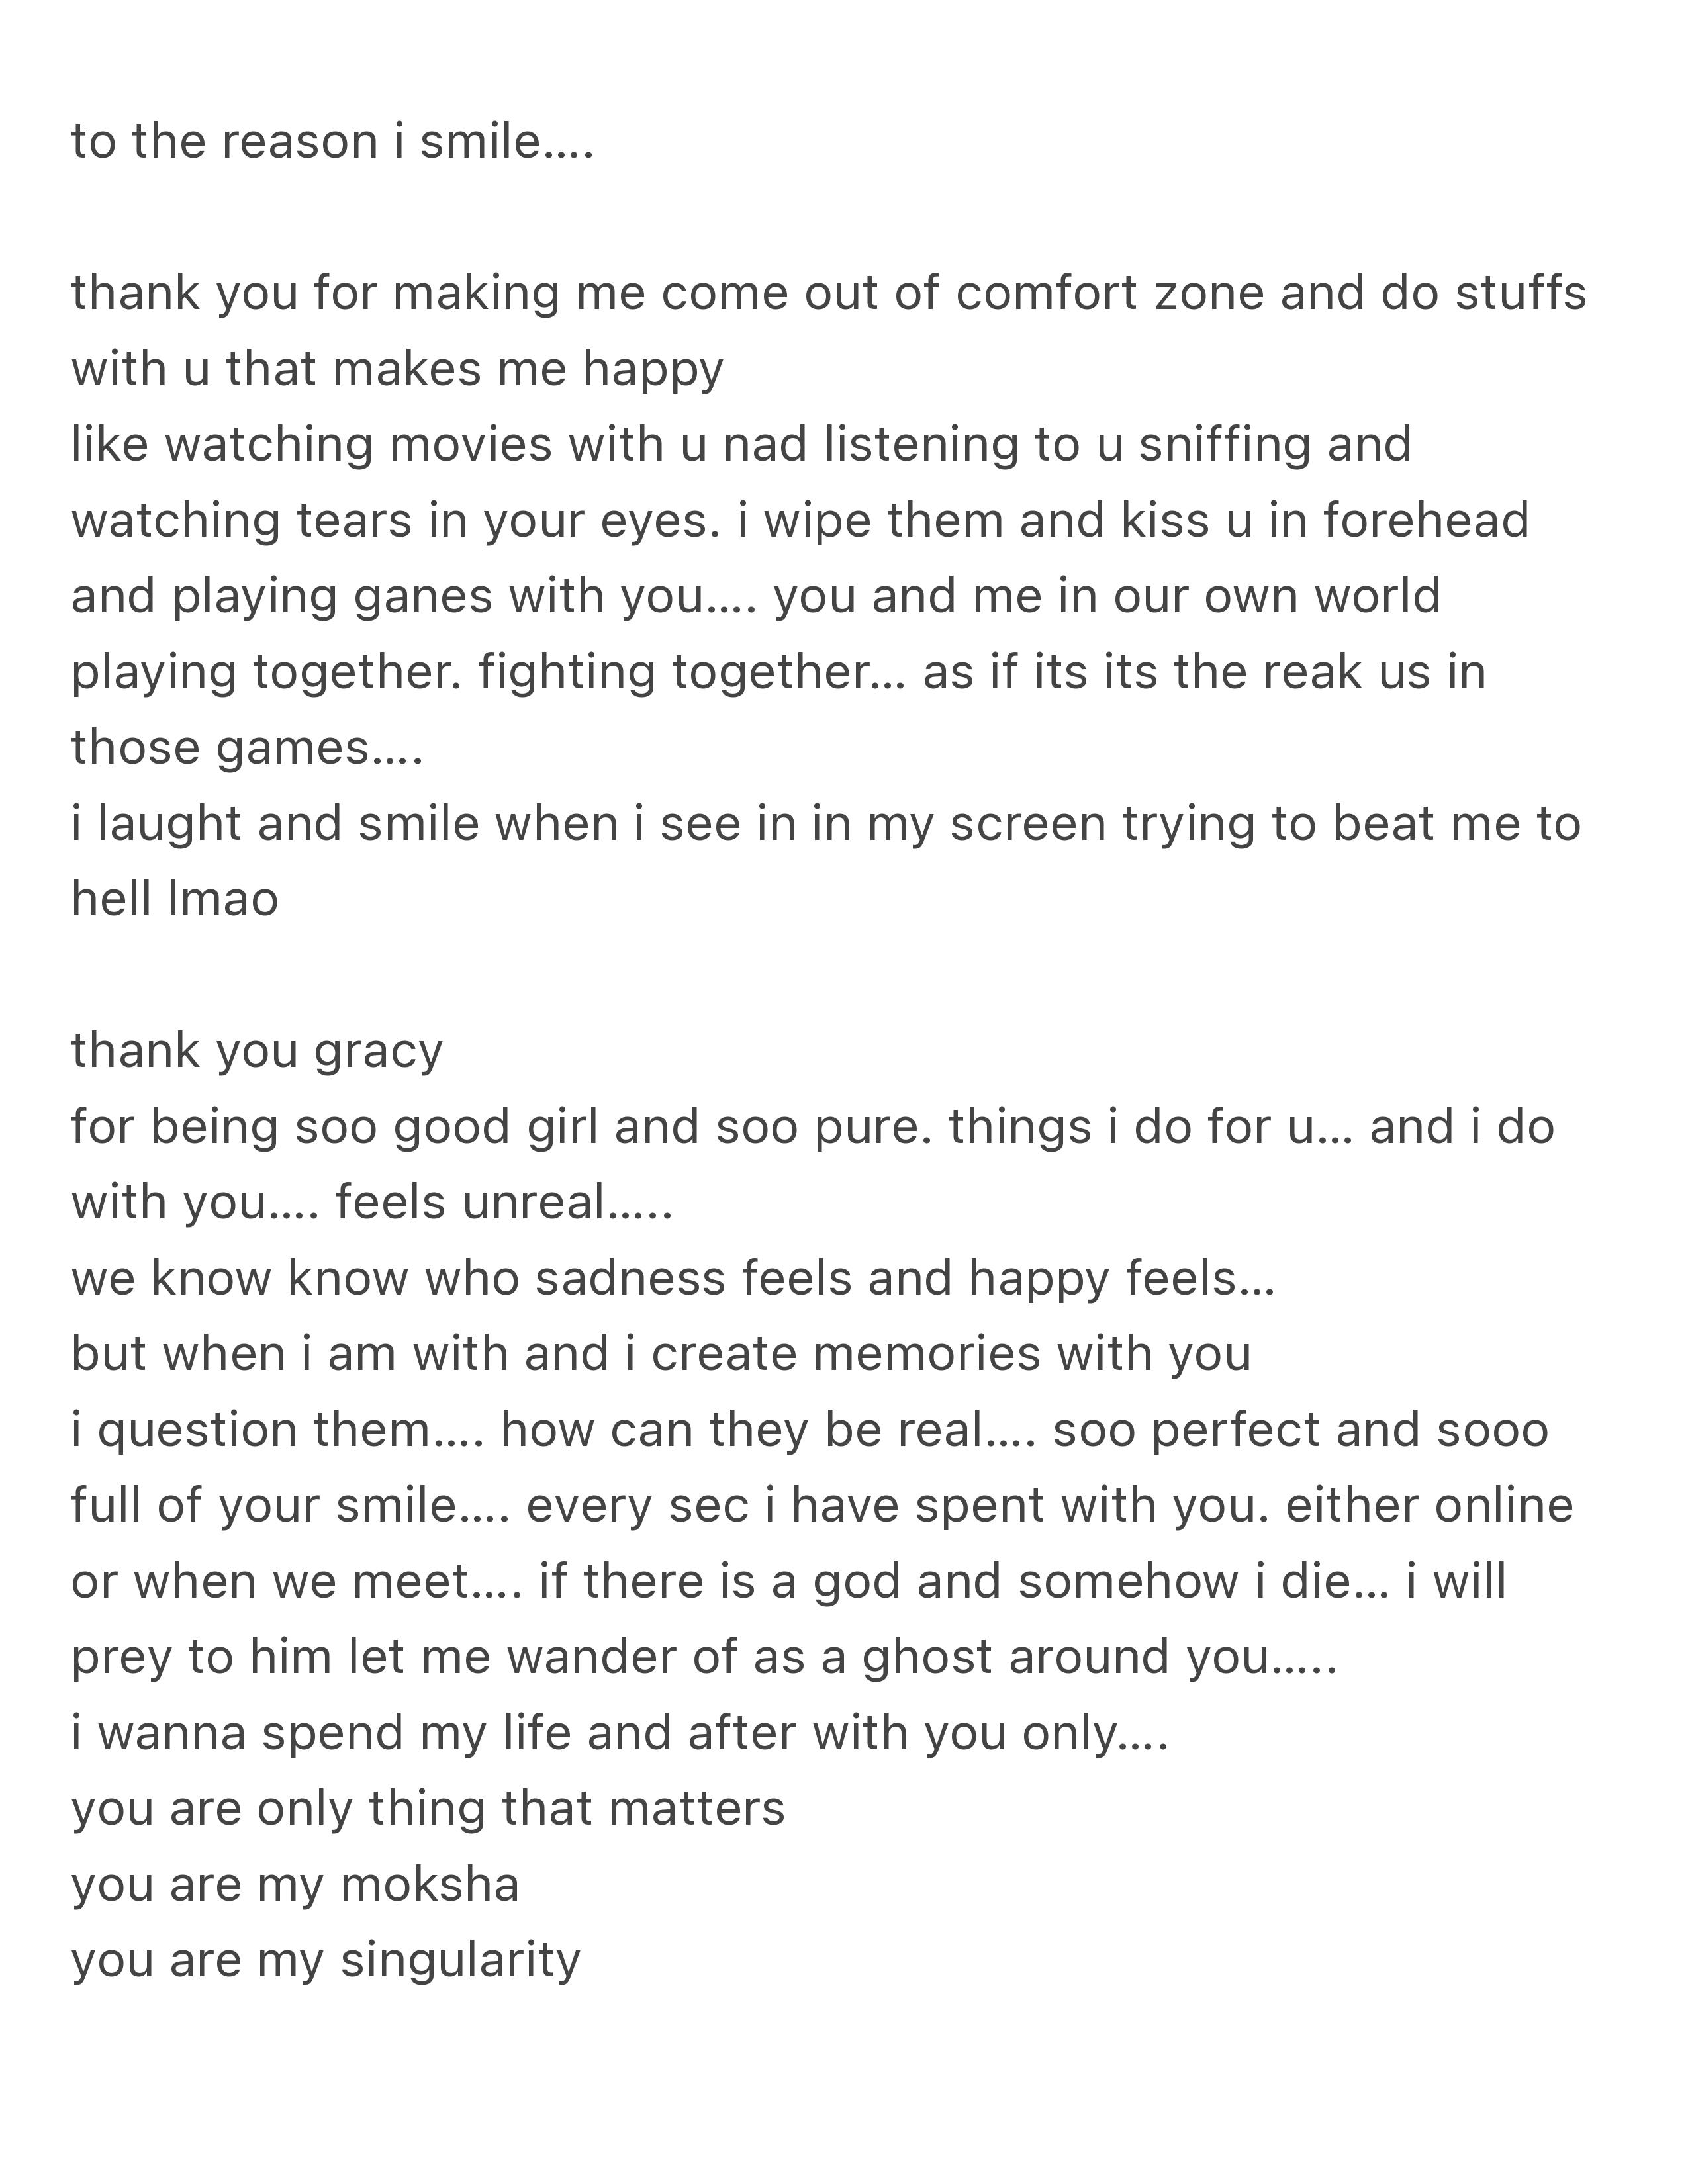 to the reason i smile....
thank you for making me come out of comfort zone and do stuffs
with u that makes me happy
like watching movies with u nad listening to u sniffing and
watching tears in your eyes. i wipe them and kiss u in forehead
and playing ganes with you.... you and me in our own world
playing together. fighting together... as if its its the reak us in
those games....
i laught and smile when i see in in my screen trying to beat me to
hell lmao
thank you gracy
for being soo good girl and soo pure. things i do for u... and i do
with you.... feels unreal.....
we know know who sadness feels and happy feels...
but when i am with and i create memories with you
i question them.... how can they be real.... soo perfect and sooo
full of your smile.... every sec i have spent with you. either online
or when we meet.... if there is a god and somehow i die... i will
prey to him let me wander of as a ghost around you.....
i wanna spend my life and after with you only....
you are only thing that matters
you are my moksha
you are my singularity